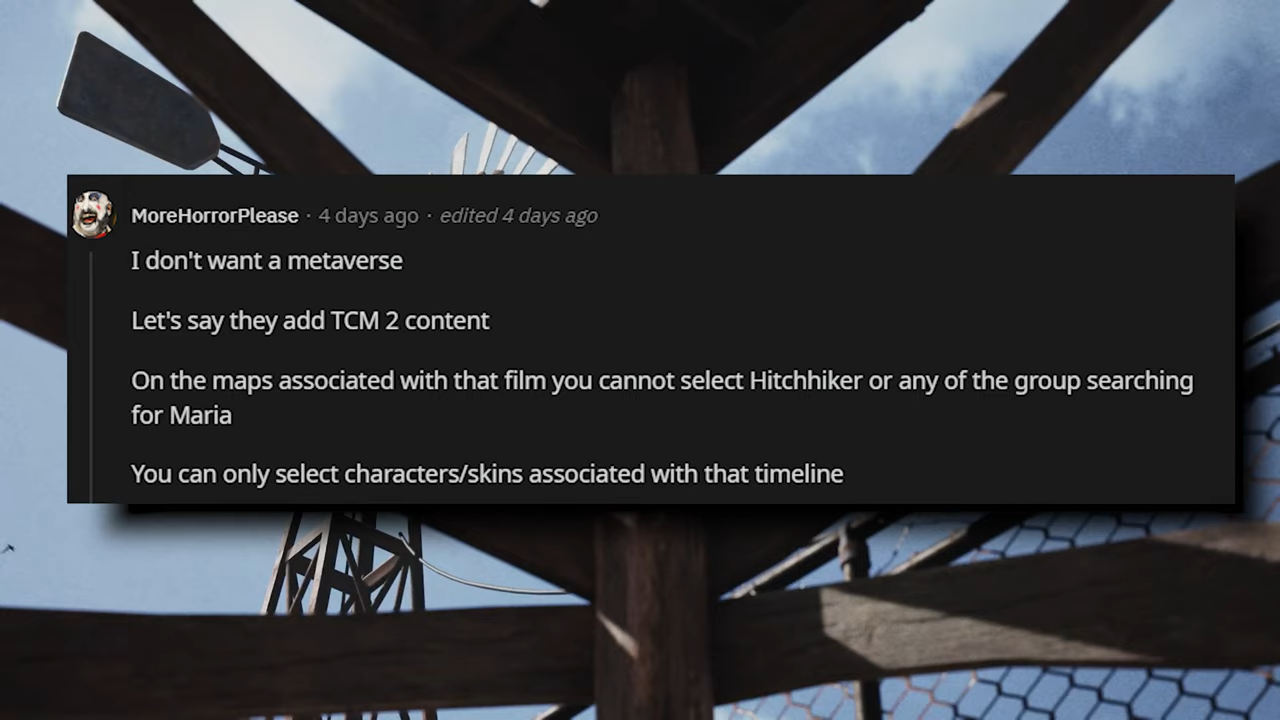 MoreHorrorPlease · 4 days ago · edited 4 days ago
I don't want a metaverse
Let's say they add TCM 2 content
On the maps associated with that film you cannot select Hitchhiker or any of the group searching
for Maria
You can only select characters/skins associated with that timeline